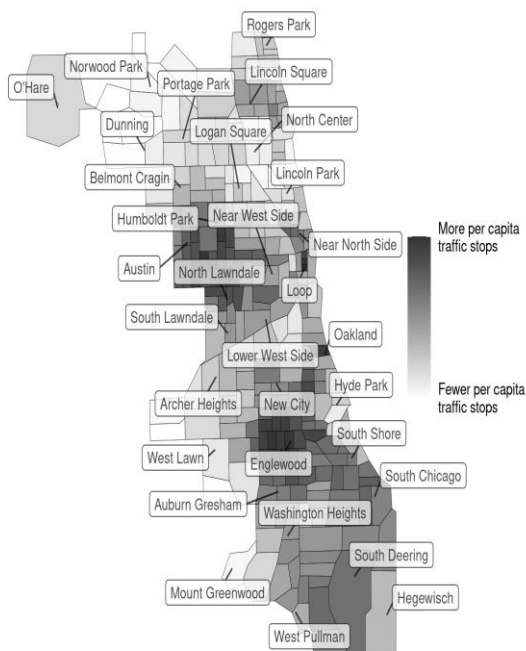 Rogers Park
Norwood Park
Lincoln Square
O'Hare
Portage Park
Dunning
Logan Square
North Center
Belmont Cragin
Lincoln Park
Humboldt Park
Near West Side
More per capita
traffic stops
Near North Side
Austin
North Lawndale
Loop
South Lawndale
Oakland
Lower West Side
Hyde Park
Fewer per capita
traffic stops
Archer Heights
New City
South Shore
West Lawn
Englewood
South Chicago
Auburn Gresham
Washington Heights
South Deering
Mount Greenwood
Hegewisch
West Pullman